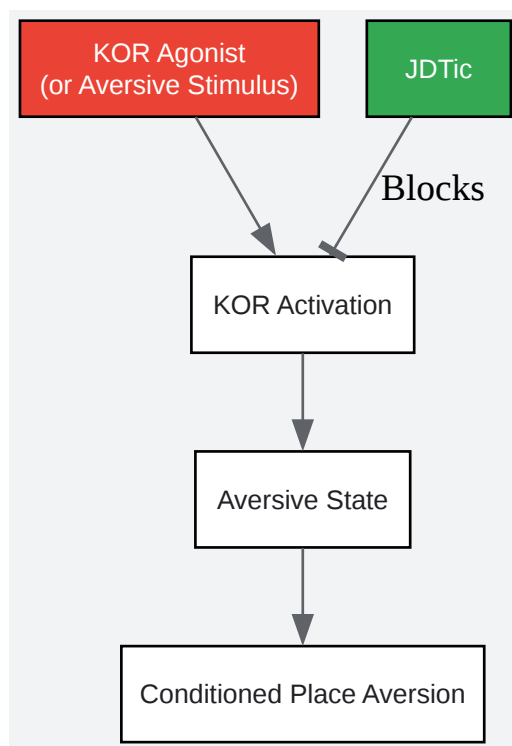 KOR Agonist
(or Aversive Stimulus)
JDTic
Blocks
KOR Activation
Aversive State
Conditioned Place Aversion